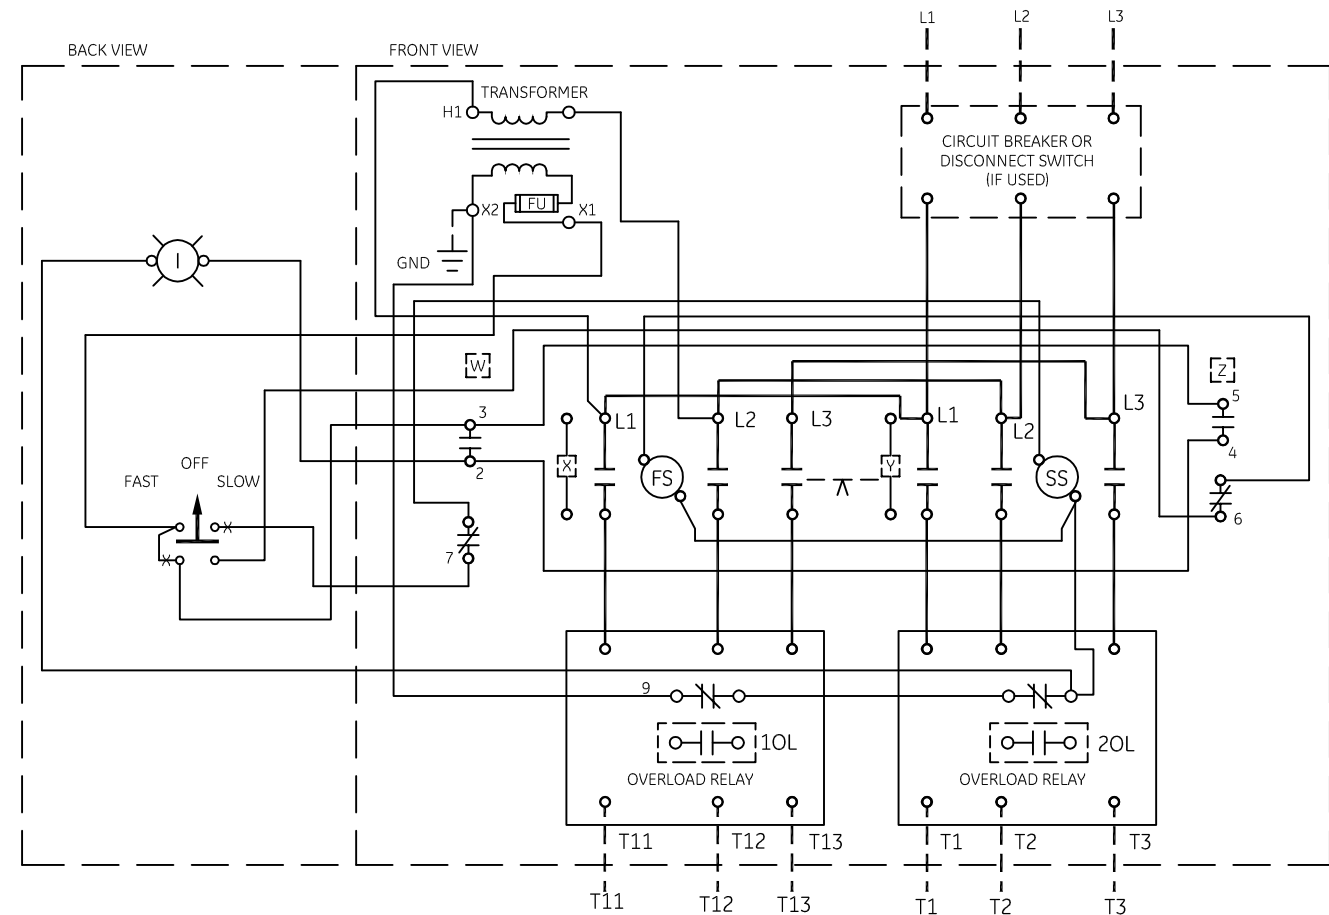 L1 L2 L3
BACK VIEW
FRONT VIEW
TRANSFORMER
H1
CIRCUIT BREAKER OR
DISCONNECT SWITCH
(IF USED)
FU
X2
X1
GND
I
W
Z
3
5
L1 L2 L3 L1 L2 L3
4
2
X
FS
Y
SS
OFF
FAST
SLOW
X
X
6
7
9
1OL
2OL
OVERLOAD RELAY
OVERLOAD RELAY
T11 T12 T13 T1 T2 T3
T11 T12 T13 T1 T2 T3